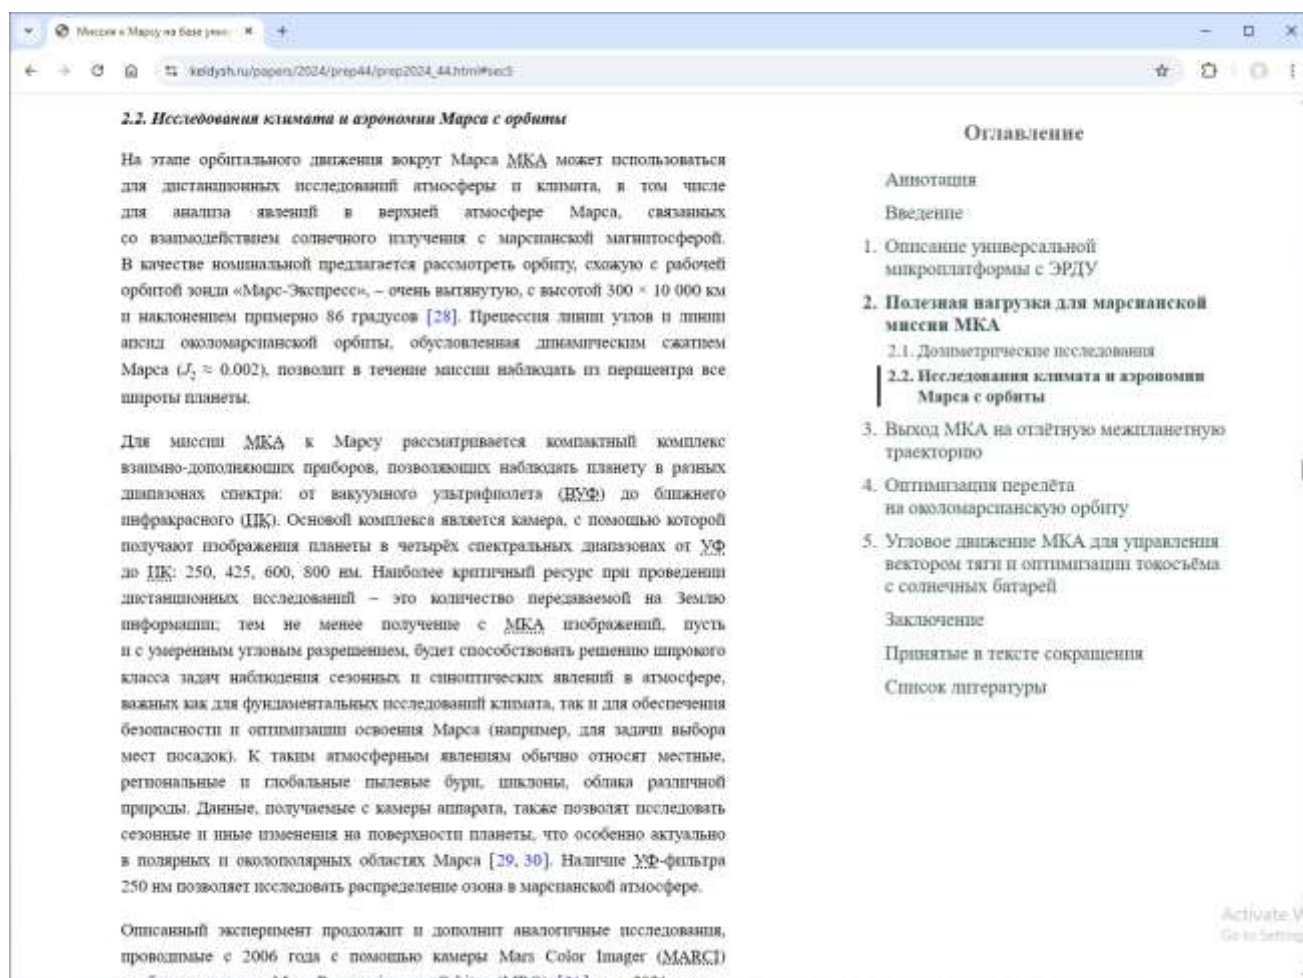 Миссия к Марсу на базе унив
keldysh.ru/papers/2024/prep44/prep2024_44.html#sec5
2.2. Исследования климата и аэрономии Марса с орбиты
На этапе орбитального движения вокруг Марса МКА может использоваться
для дистанционных исследований атмосферы и климата, в том числе
для анализа явлений в верхней атмосфере Марса, связанных
со взаимодействием солнечного излучения с марсианской магнитосферой.
В качестве номинальной предлагается рассмотреть орбиту, схожую с рабочей
орбитой зонда «Марс-Экспресс», – очень вытянутую, с высотой 300 × 10 000 км
и наклонением примерно 86 градусов [28]. Прецессия линии узлов и линии
апсид околомарсианской орбиты, обусловленная динамическим сжатием
Марса (J₂ ≈ 0.002), позволит в течение миссии наблюдать из перицентра все
широты планеты.
Для миссии МКА к Марсу рассматривается компактный комплекс
взаимно-дополняющих приборов, позволяющих наблюдать планету в разных
диапазонах спектра: от вакуумного ультрафиолета (ВУФ) до ближнего
инфракрасного (ИК). Основой комплекса является камера, с помощью которой
получают изображения планеты в четырёх спектральных диапазонах от УФ
до ИК: 250, 425, 600, 800 нм. Наиболее критичный ресурс при проведении
дистанционных исследований – это количество передаваемой на Землю
информации; тем не менее получение с МКА изображений, пусть
и с умеренным угловым разрешением, будет способствовать решению широкого
класса задач наблюдения сезонных и синоптических явлений в атмосфере,
важных как для фундаментальных исследований климата, так и для обеспечения
безопасности и оптимизации освоения Марса (например, для задачи выбора
мест посадок). К таким атмосферным явлениям обычно относят местные,
региональные и глобальные пылевые бури, циклоны, облака различной
природы. Данные, получаемые с камеры аппарата, также позволят исследовать
сезонные и иные изменения на поверхности планеты, что особенно актуально
в полярных и околополярных областях Марса [29, 30]. Наличие УФ-фильтра
250 нм позволяет исследовать распределение озона в марсианской атмосфере.
Описанный эксперимент продолжит и дополнит аналогичные исследования,
проводимые с 2006 года с помощью камеры Mars Color Imager (MARCI)
Оглавление
Аннотация
Введение
1. Описание универсальной
микроплатформы с ЭРДУ
2. Полезная нагрузка для марсианской
миссии МКА
2.1. Дозиметрические исследования
2.2. Исследования климата и аэрономии
Марса с орбиты
3. Выход МКА на отлётную межпланетную
траекторию
4. Оптимизация перелёта
на околомарсианскую орбиту
5. Угловое движение МКА для управления
вектором тяги и оптимизации токосъёма
с солнечных батарей
Заключение
Принятые в тексте сокращения
Список литературы
Activate W
Go to Setting